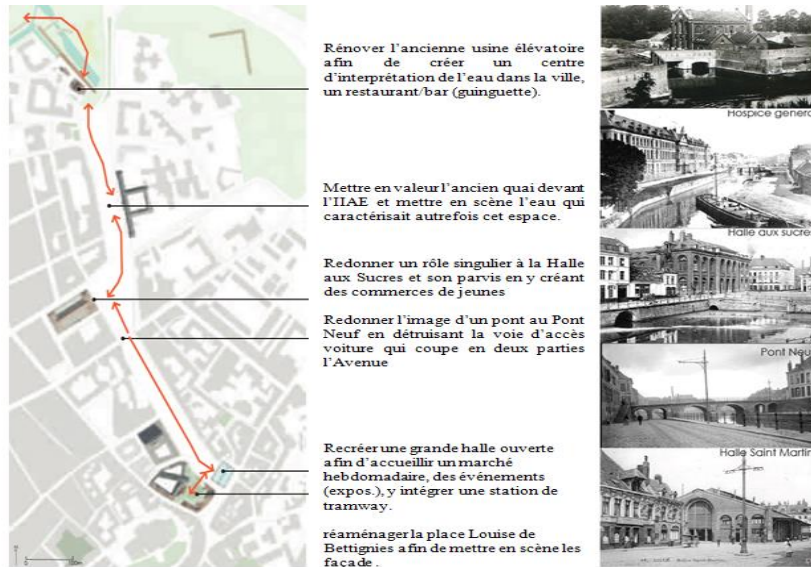 Rénover l'ancienne usine élévatoire
afin de créer un centre
d'interprétation de l'eau dans la ville,
un restaurant/bar (guinguette).
Mettre en valeur l'ancien quai devant
l'IIAE et mettre en scène l'eau qui
caractérisait autrefois cet espace.
Redonner un rôle singulier à la Halle
aux Sucres et son parvis en y créant
des commerces de jeunes
Redonner l'image d'un pont au Pont
Neuf en détruisant la voie d'accès
voiture qui coupe en deux parties
l'Avenue
Recréer une grande halle ouverte
afin d'accueillir un marché
hebdomadaire, des événements
(expos.), y intégrer une station de
tramway.
réaménager la place Louise de
Bettignies afin de mettre en scène les
façade .
Hospice general
Halle aux sucres
Pont Neuf
Halle Saint Martin